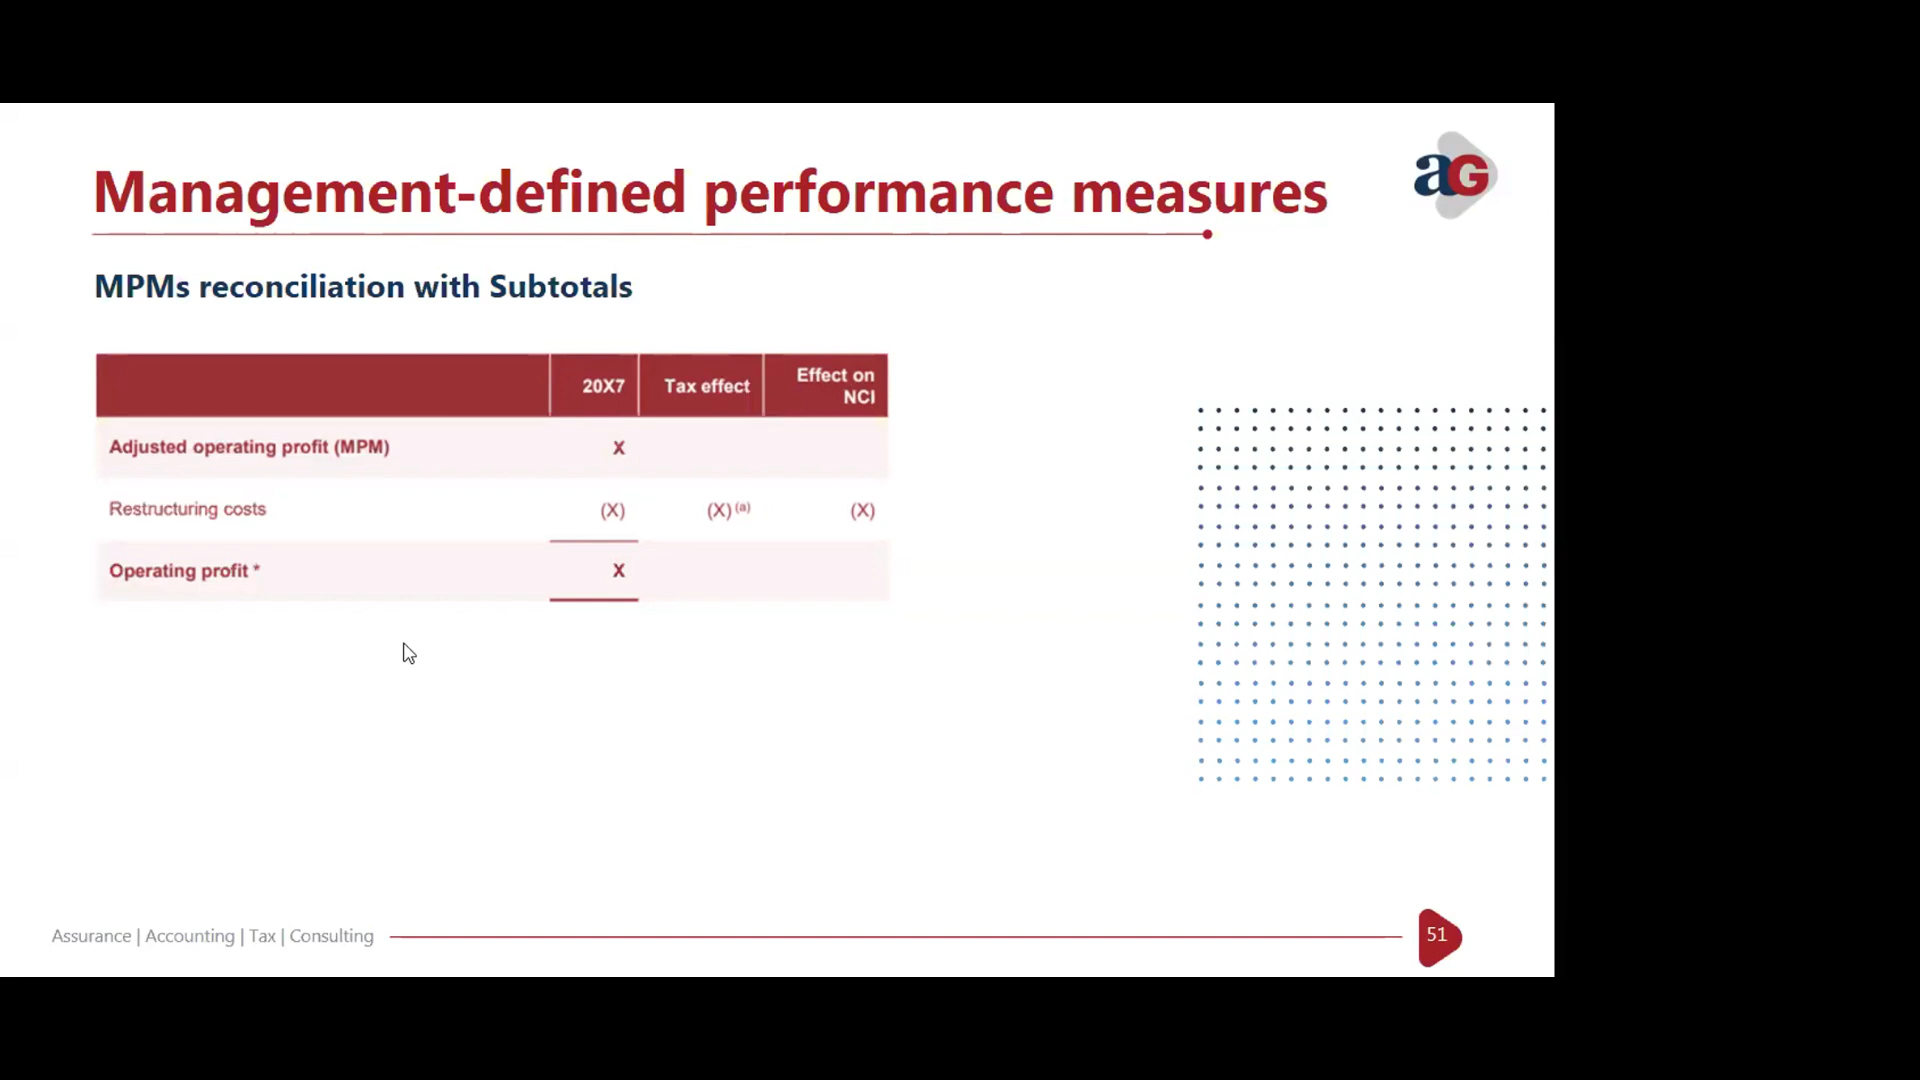 Management-defined performance measures
aG
MPMs reconciliation with Subtotals
20X7 Tax effect Effect on NCI
Adjusted operating profit (MPM) X
Restructuring costs (X) (X) (a) (X)
Operating profit * X
Assurance | Accounting | Tax | Consulting
51